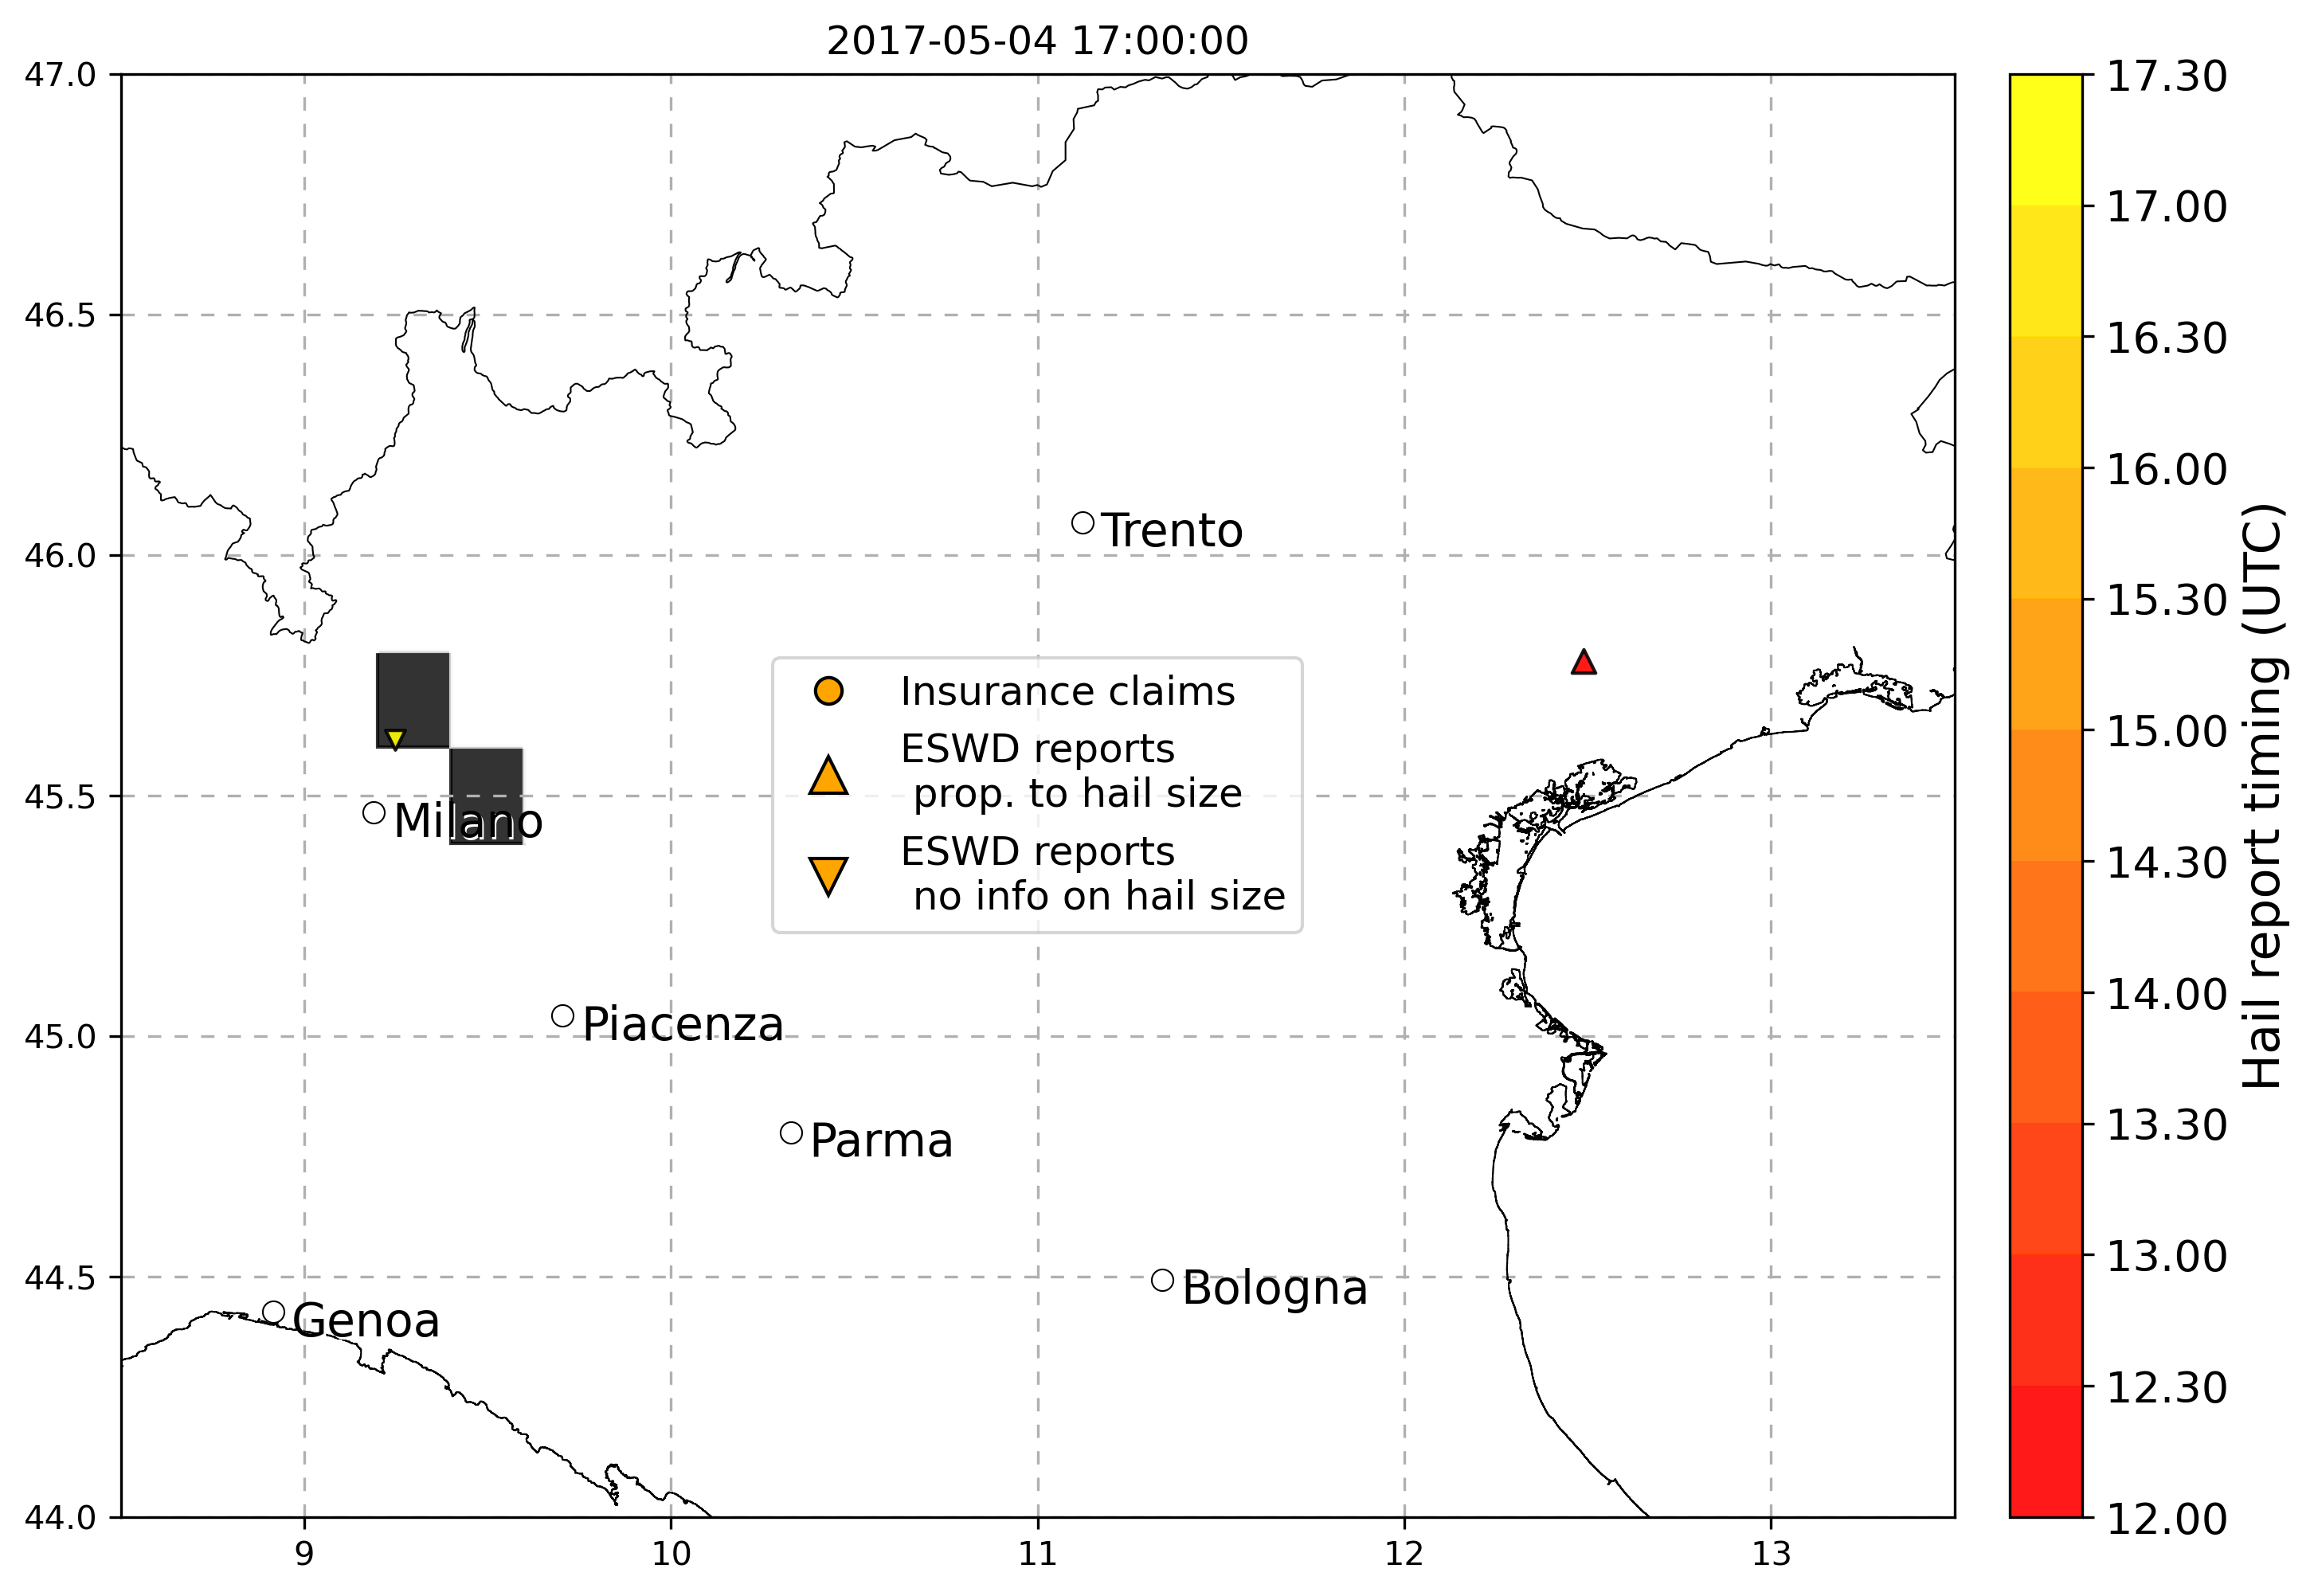 2017-05-04 17:00:00
47.0
46.5
46.0
45.5
45.0
44.5
44.0
9
10
11
12
13
Trento
Milano
Piacenza
Parma
Bologna
Genoa
Insurance claims
ESWD reports
prop. to hail size
ESWD reports
no info on hail size
17.30
17.00
16.30
16.00
15.30
15.00
14.30
14.00
13.30
13.00
12.30
12.00
Hail report timing (UTC)